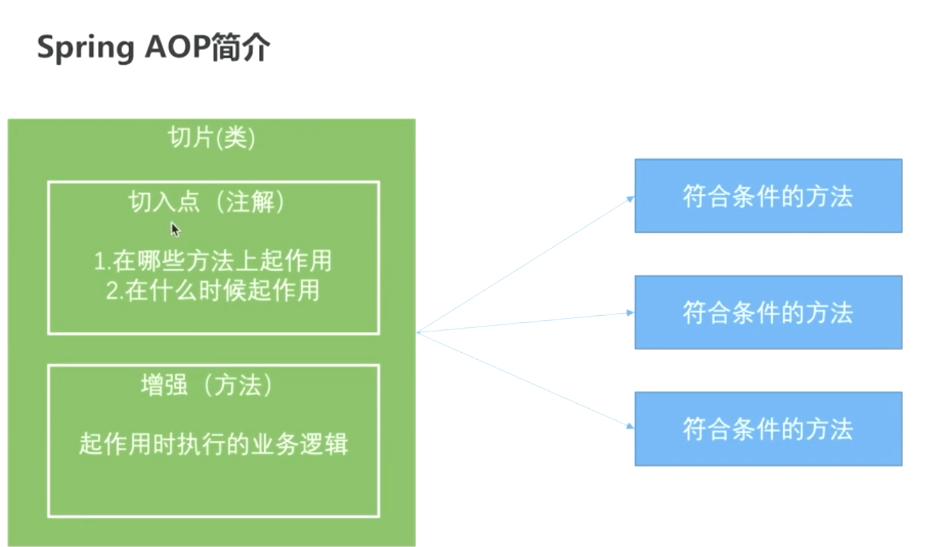 Spring AOP简介
切片(类)
切入点（注解）
1.在哪些方法上起作用
2.在什么时候起作用
增强（方法）
起作用时执行的业务逻辑
符合条件的方法
符合条件的方法
符合条件的方法